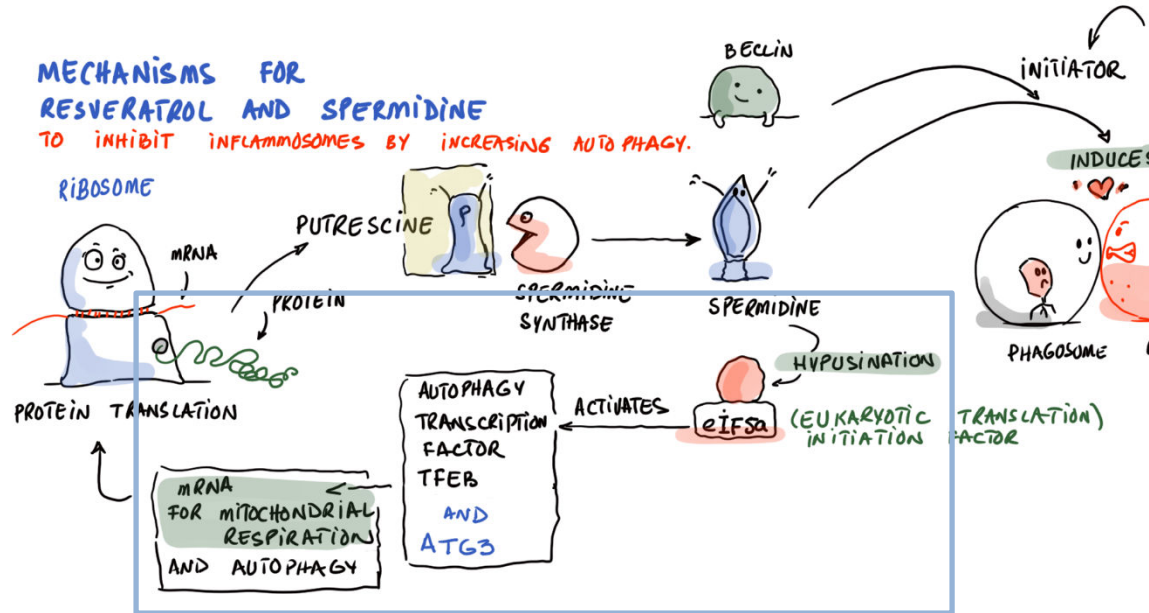 MECHANISMS FOR
RESVERATROL AND SPERMIDINE
TO INHIBIT INFLAMMOSOMES BY INCREASING AUTOPHAGY.
BECLIN
INITIATOR
INDUCES
RIBOSOME
mRNA
PROTEIN
PUTRESCINE
P
SPERMIDINE
SYNTHASE
SPERMIDINE
PHAGOSOME
HYPUSINATION
PROTEIN TRANSLATION
AUTOPHAGY
TRANSCRIPTION
FACTOR
TFEB
AND
ATG3
ACTIVATES
eIF5a
(EUKARYOTIC TRANSLATION)
INITIATION FACTOR
mRNA
FOR MITOCHONDRIAL
RESPIRATION
AND AUTOPHAGY